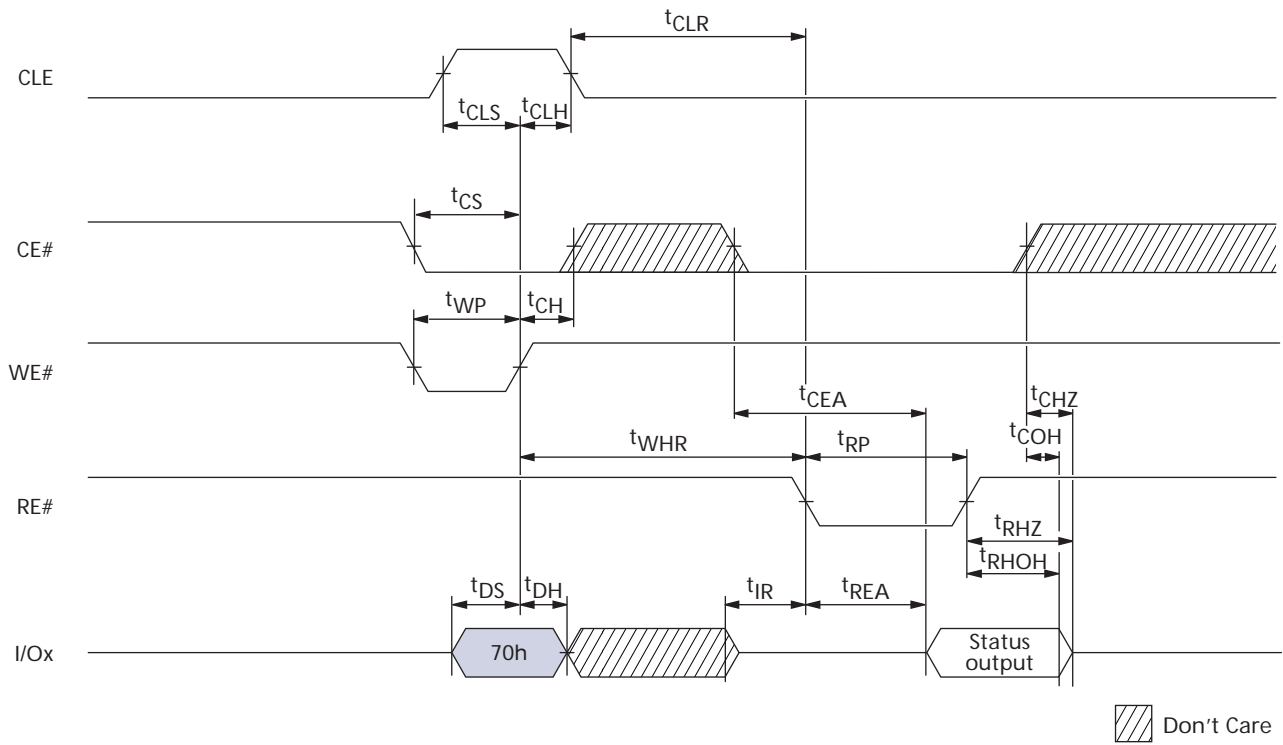 tCLR
CLE
tCLS tCLH
tCS
CE#
tWP tCH
WE#
tCEA tCHZ
tCOH
tWHR tRP
RE#
tRHZ
tRHOH
tDS tDH tIR tREA
I/Ox 70h Status
output
Don't Care